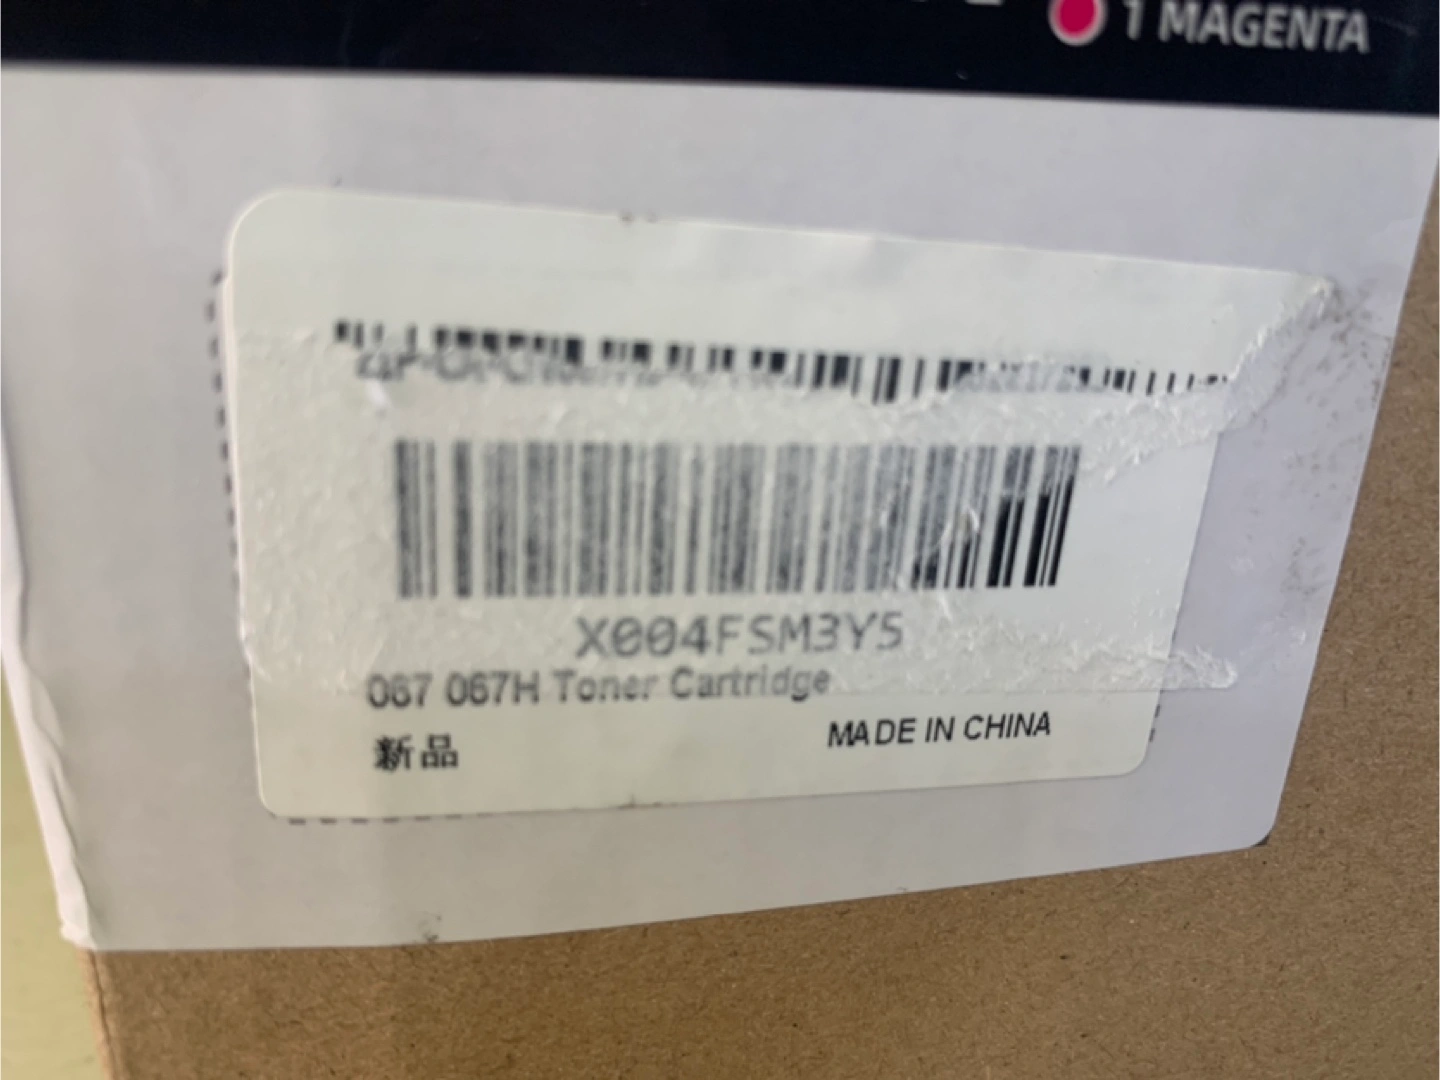 1 MAGENTA
X004FSM3Y5
067 067H Toner Cartridge
新品
MADE IN CHINA